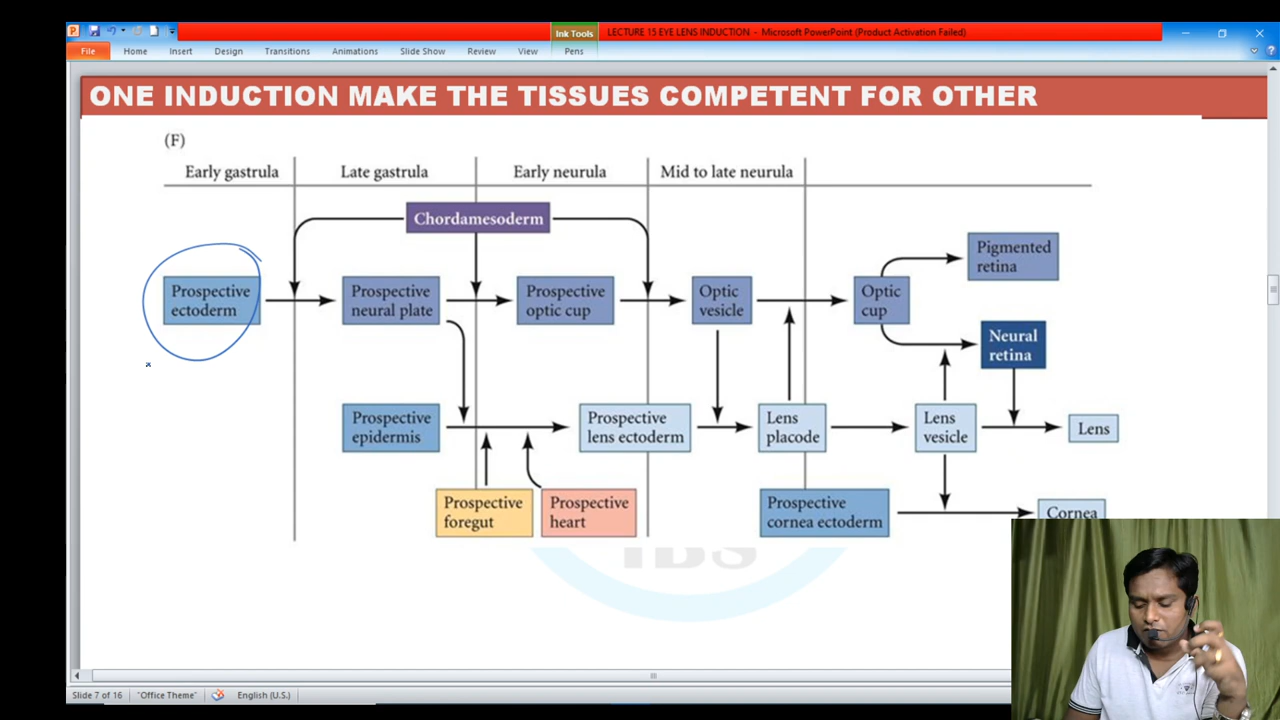 Ink Tools
LECTURE 15 EYE LENS INDUCTION - Microsoft PowerPoint (Product Activation Failed)
File Home Insert Design Transitions Animations Slide Show Review View Pens
ONE INDUCTION MAKE THE TISSUES COMPETENT FOR OTHER
(F)
Early gastrula Late gastrula Early neurula Mid to late neurula
Chordamesoderm
Pigmented
retina
Prospective
ectoderm
Prospective
neural plate
Prospective
optic cup
Optic
vesicle
Optic
cup
Neural
retina
Prospective
epidermis
Prospective
lens ectoderm
Lens
placode
Lens
vesicle
Lens
Prospective
foregut
Prospective
heart
Prospective
cornea ectoderm
Cornea
IBS
Slide 7 of 16 "Office Theme" English (U.S.)